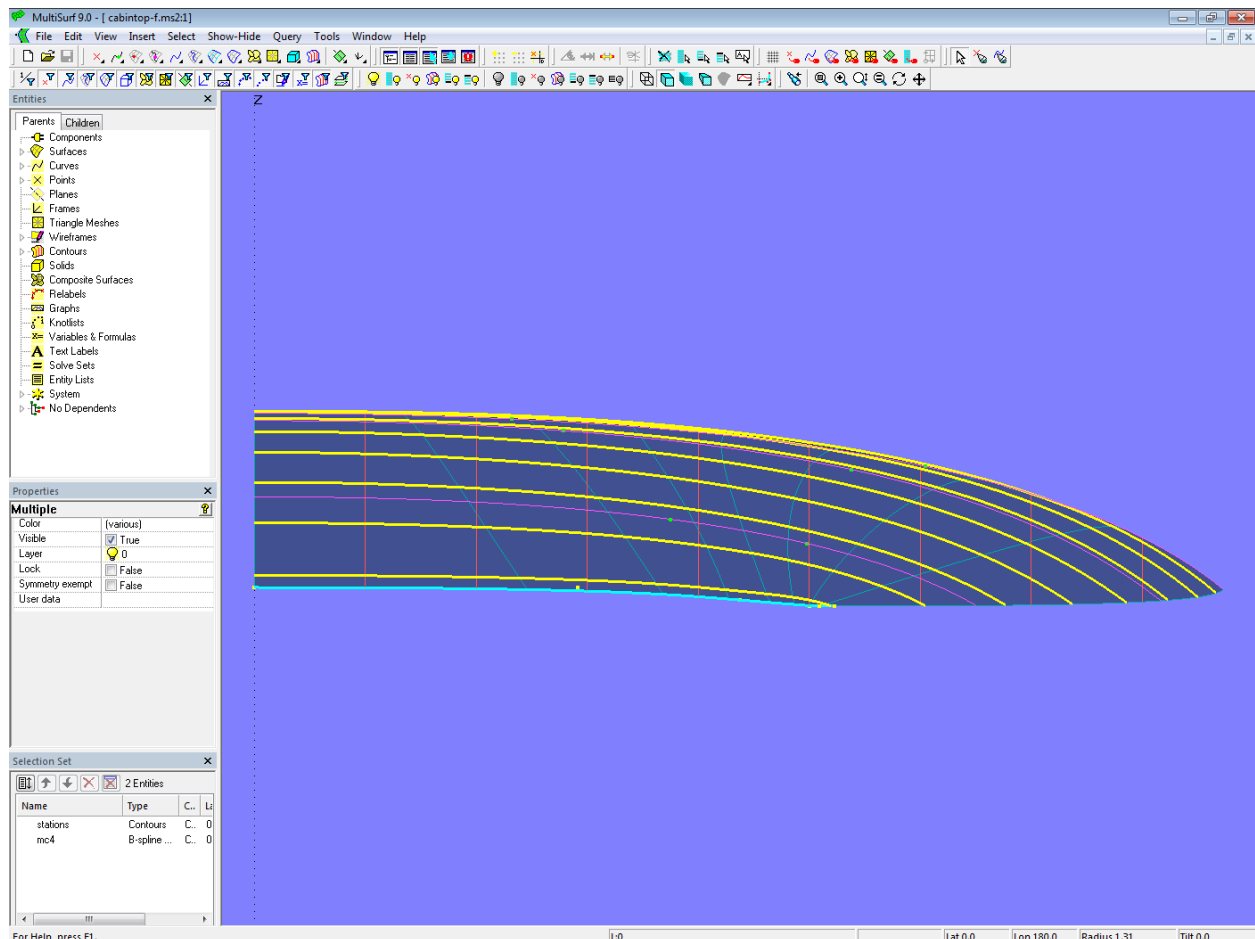 MultiSurf 9.0 - [ cabintop-f.ms2:1]
File Edit View Insert Select Show-Hide Query Tools Window Help
Entities
Parents Children
Components
Surfaces
Curves
Points
Planes
Frames
Triangle Meshes
Wireframes
Contours
Solids
Composite Surfaces
Relabels
Graphs
Knotlists
Variables & Formulas
Text Labels
Solve Sets
Entity Lists
System
No Dependents
Z
Properties
Multiple
Color (various)
Visible True
Layer 0
Lock False
Symmetry exempt False
User data
Selection Set
2 Entities
Name Type C.. La
stations Contours C.. 0
mc4 B-spline ... C.. 0
For Help, press F1. L:0 Lat 0.0 Lon 180.0 Radius 1.31 Tilt 0.0